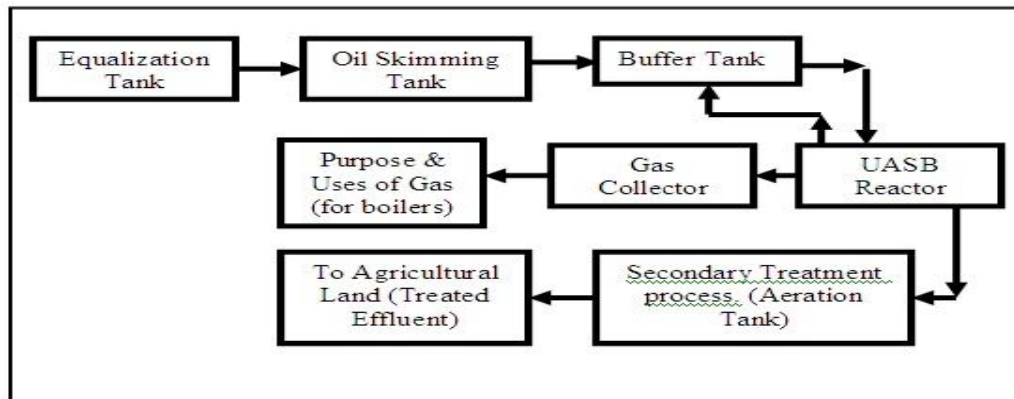 Equalization
Tank
Oil Skimming
Tank
Buffer Tank
Purpose &
Uses of Gas
(for boilers)
Gas
Collector
UASB
Reactor
To Agricultural
Land (Treated
Effluent)
Secondary Treatment
process. (Aeration
Tank)